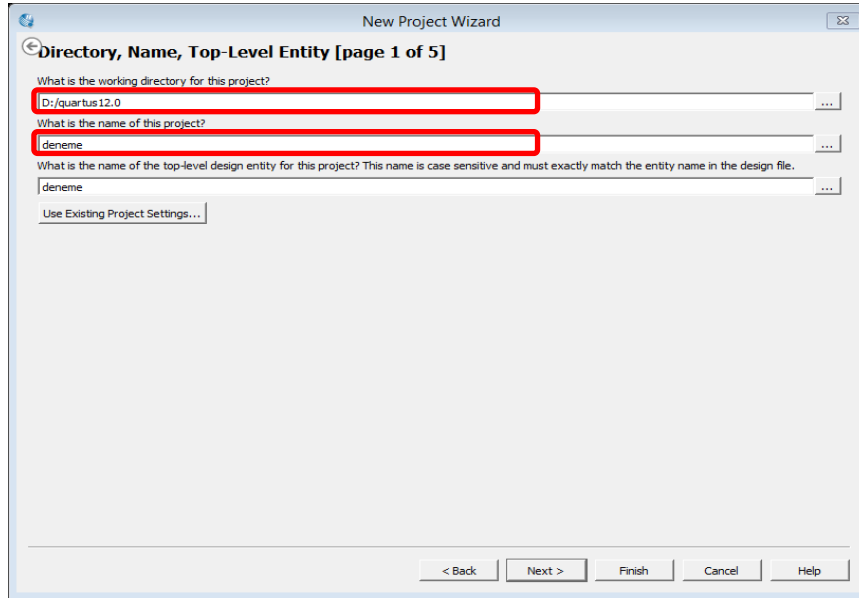 New Project Wizard
Directory, Name, Top-Level Entity [page 1 of 5]
What is the working directory for this project?
D:/quartus12.0
...
What is the name of this project?
deneme
...
What is the name of the top-level design entity for this project? This name is case sensitive and must exactly match the entity name in the design file.
deneme
...
Use Existing Project Settings...
< Back Next > Finish Cancel Help